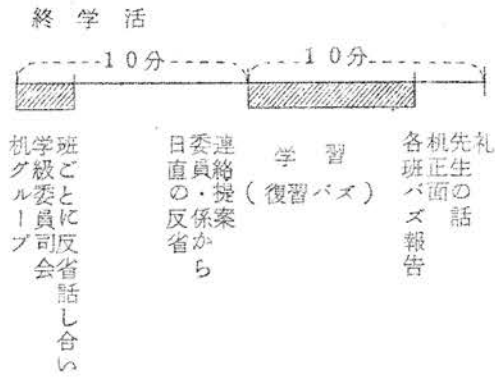 終学活
10分 10分
机グループ
学級委員司会
班ごとに反省話し合い
日直の反省
委員・係から
連絡提案
学習
(復習バズ)
各班バズ報告
机正面
先生の話
礼